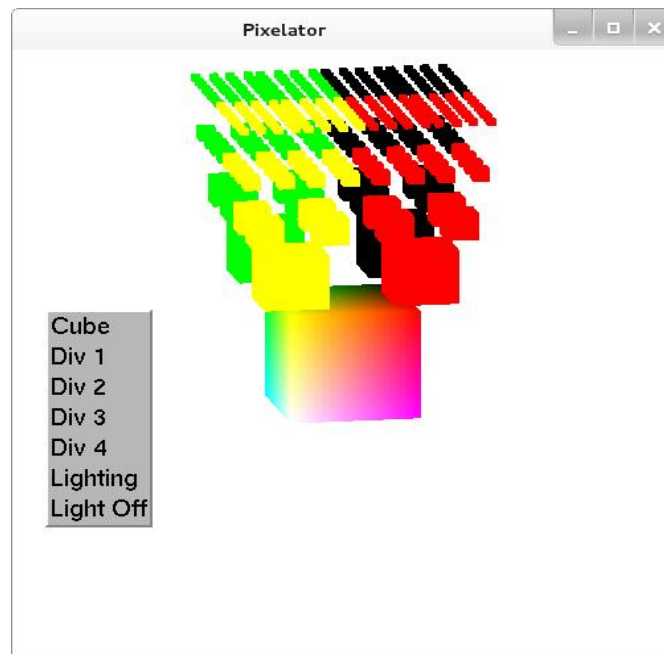 Pixelator
Cube
Div 1
Div 2
Div 3
Div 4
Lighting
Light Off